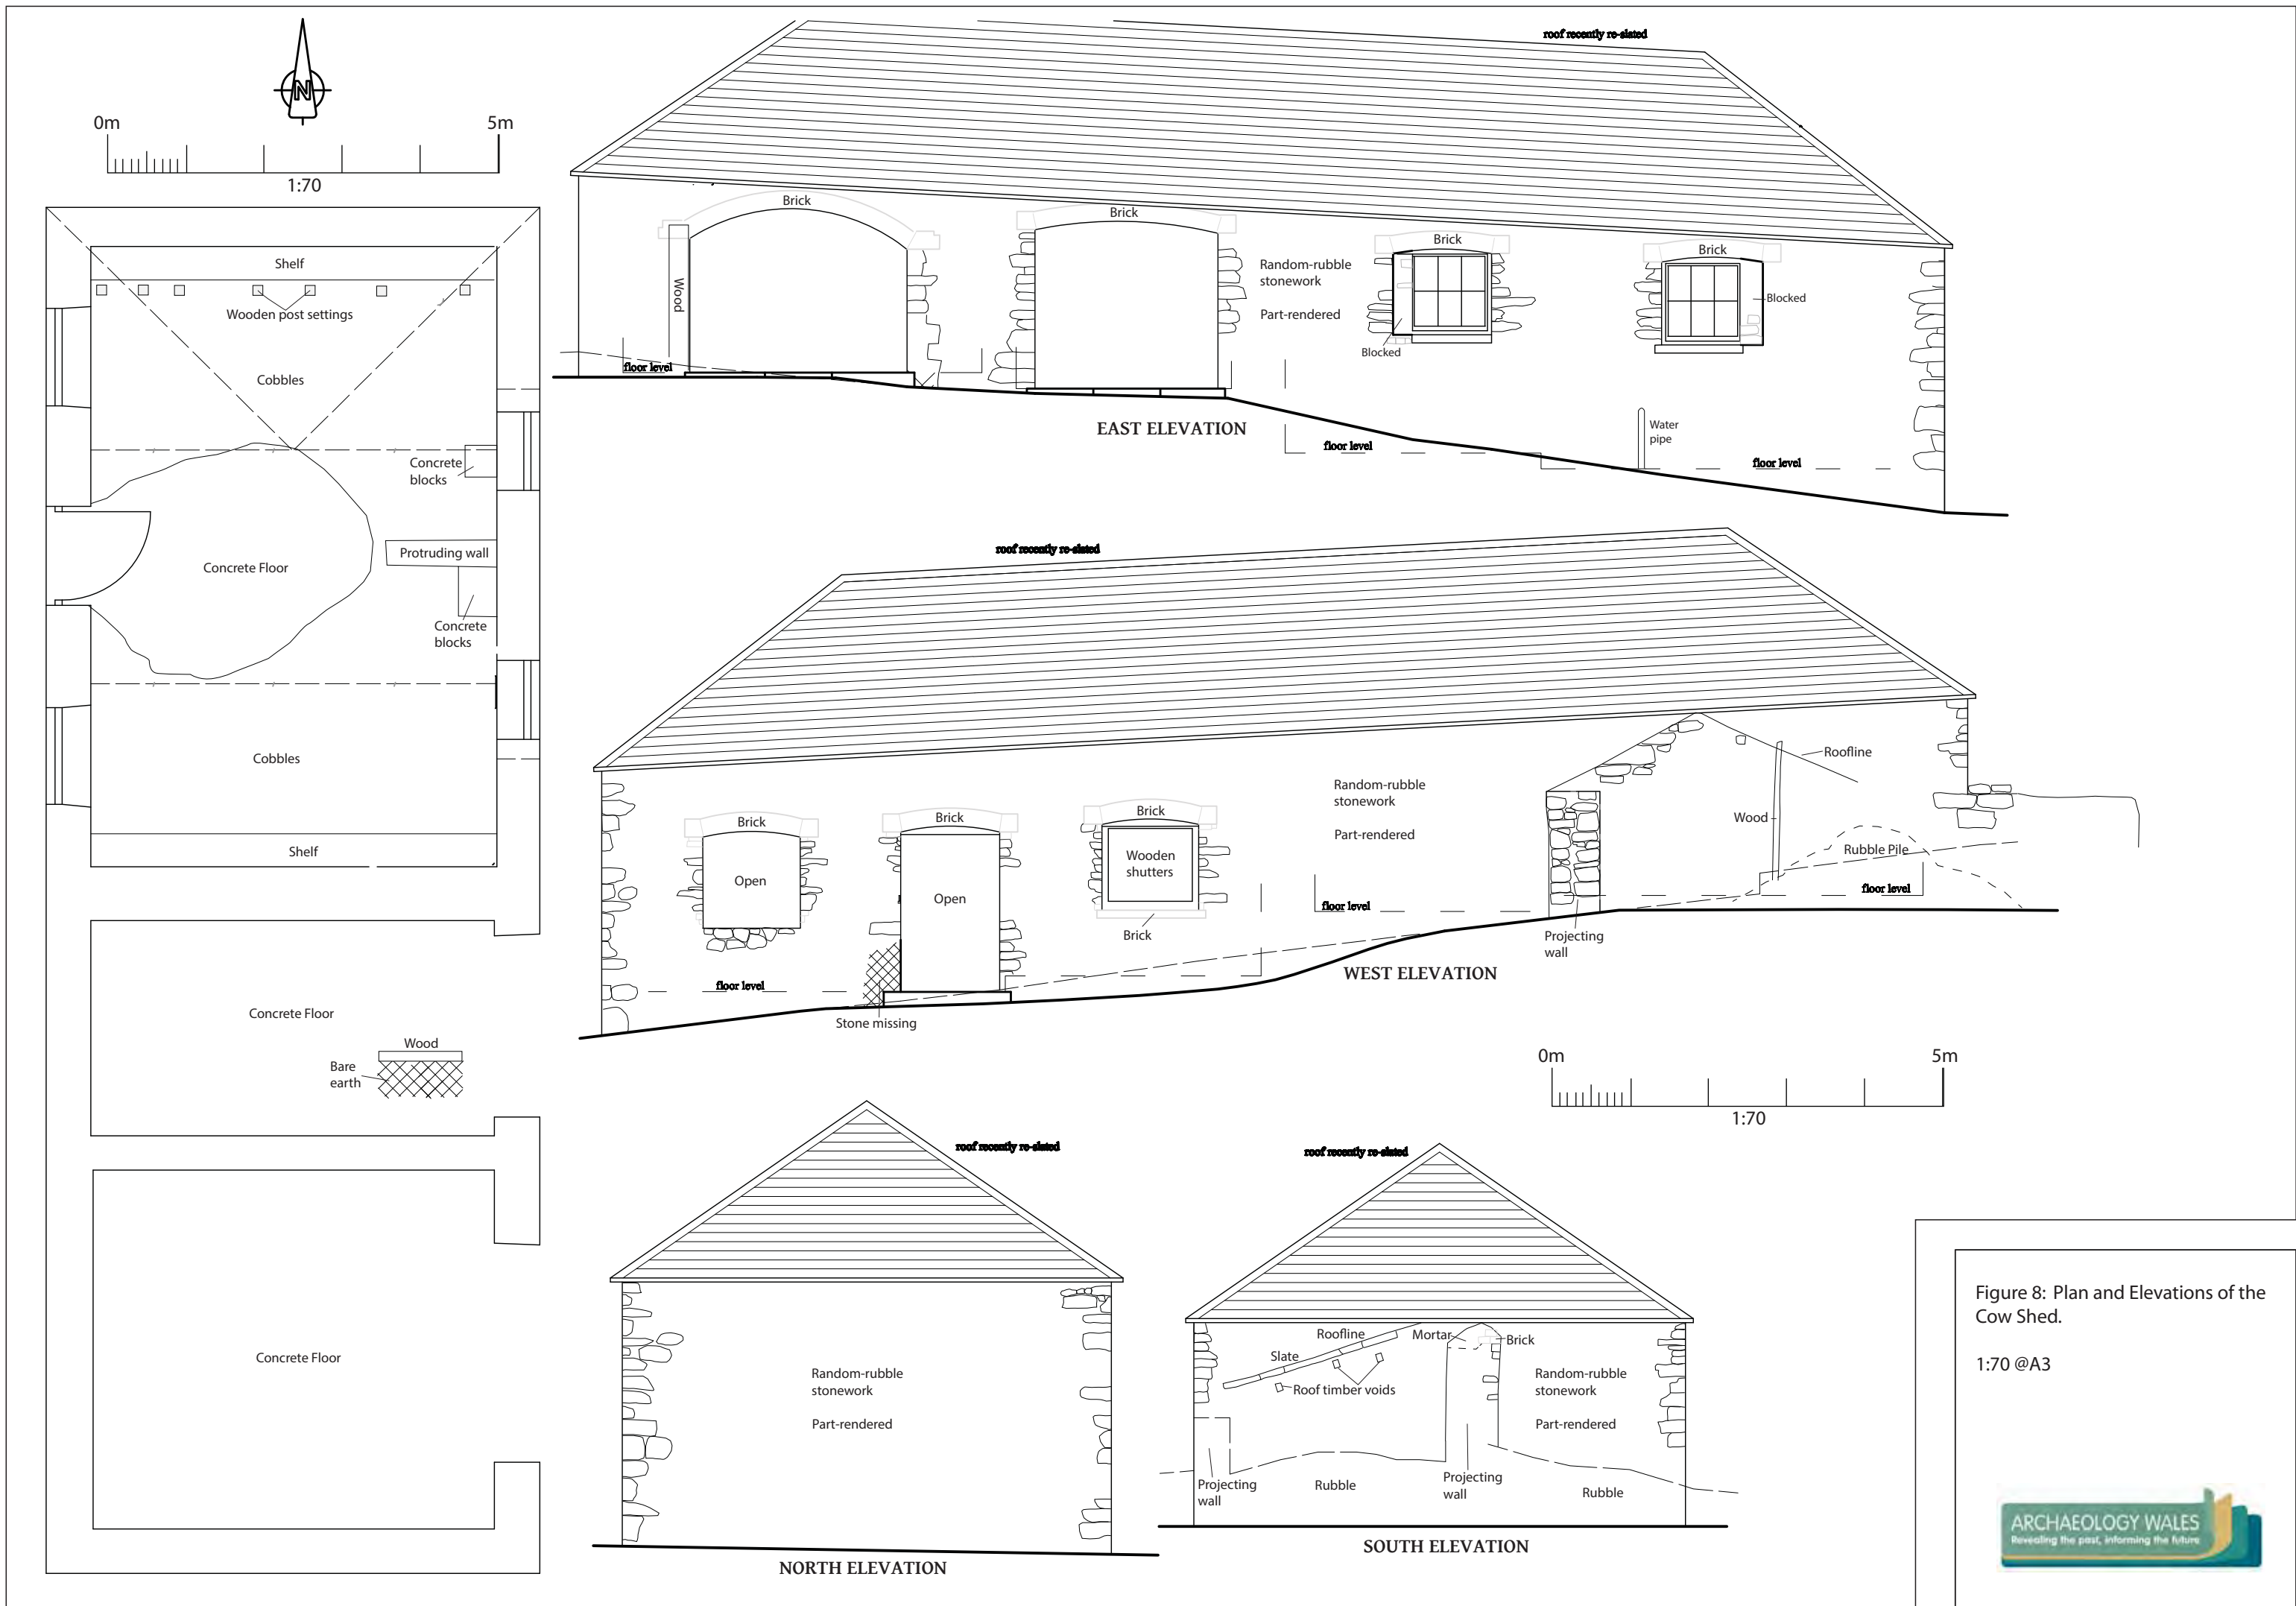 N
0m
5m
1:70
Shelf
Wooden post settings
Cobbles
Concrete
blocks
Protruding wall
Concrete Floor
Concrete
blocks
Cobbles
Shelf
Concrete Floor
Wood
Bare
earth
Concrete Floor
roof recently re-slated
Brick
Brick
Brick
Brick
Wood
Random-rubble
stonework
Part-rendered
Blocked
Blocked
floor level
Water
pipe
floor level
floor level
EAST ELEVATION
roof recently re-slated
Roofline
Random-rubble
stonework
Part-rendered
Brick
Brick
Brick
Wood
Open
Open
Wooden
shutters
Rubble Pile
floor level
floor level
Brick
Projecting
wall
floor level
Stone missing
WEST ELEVATION
0m
5m
1:70
roof recently re-slated
Random-rubble
stonework
Part-rendered
NORTH ELEVATION
roof recently re-slated
Roofline
Mortar
Brick
Slate
Roof timber voids
Random-rubble
stonework
Part-rendered
Projecting
wall
Rubble
Projecting
wall
Rubble
SOUTH ELEVATION
Figure 8: Plan and Elevations of the
Cow Shed.
1:70 @A3
ARCHAEOLOGY WALES
Revealing the past, informing the future